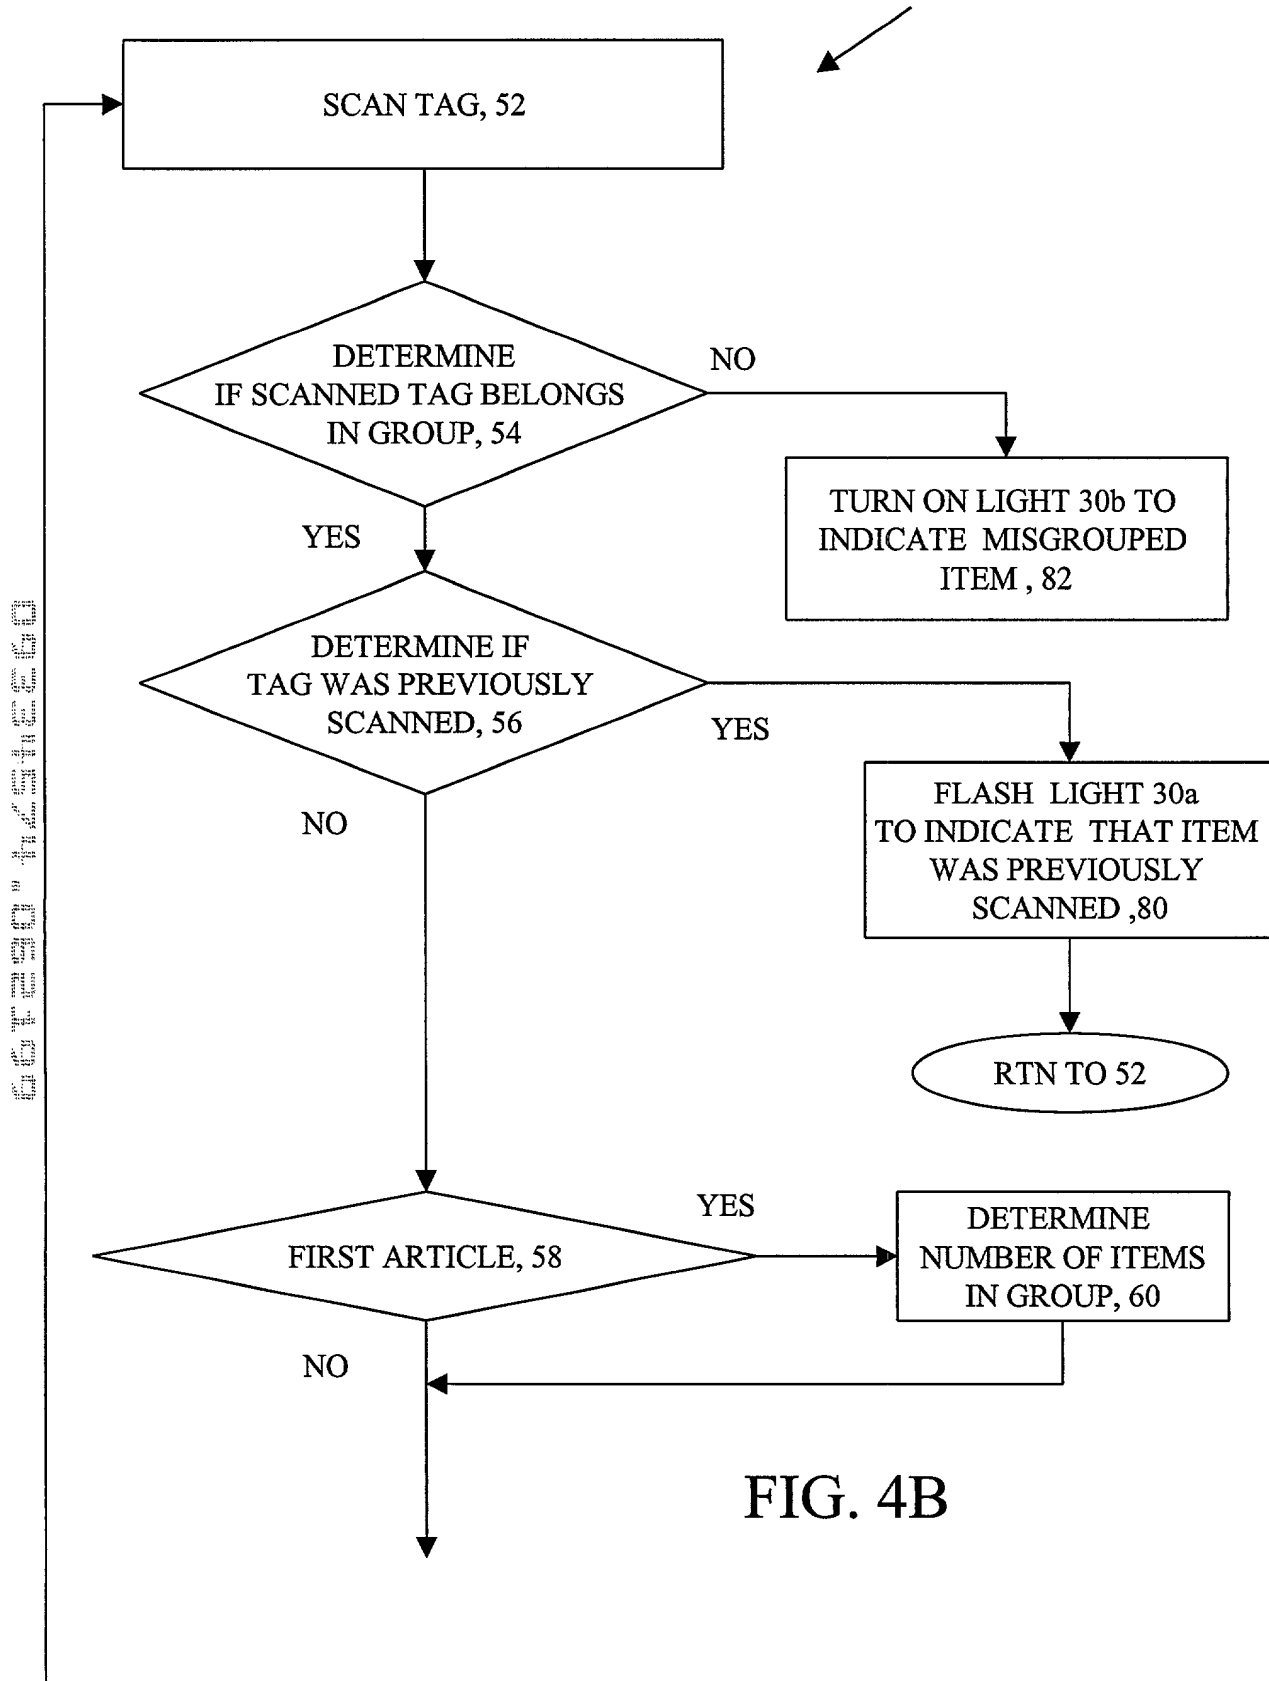 SCAN TAG, 52
DETERMINE
IF SCANNED TAG BELONGS
IN GROUP, 54
NO
TURN ON LIGHT 30b TO
INDICATE MISGROUPED
ITEM , 82
YES
DETERMINE IF
TAG WAS PREVIOUSLY
SCANNED, 56
YES
FLASH LIGHT 30a
TO INDICATE THAT ITEM
WAS PREVIOUSLY
SCANNED ,80
NO
RTN TO 52
FIRST ARTICLE, 58
YES
DETERMINE
NUMBER OF ITEMS
IN GROUP, 60
NO
FIG. 4B